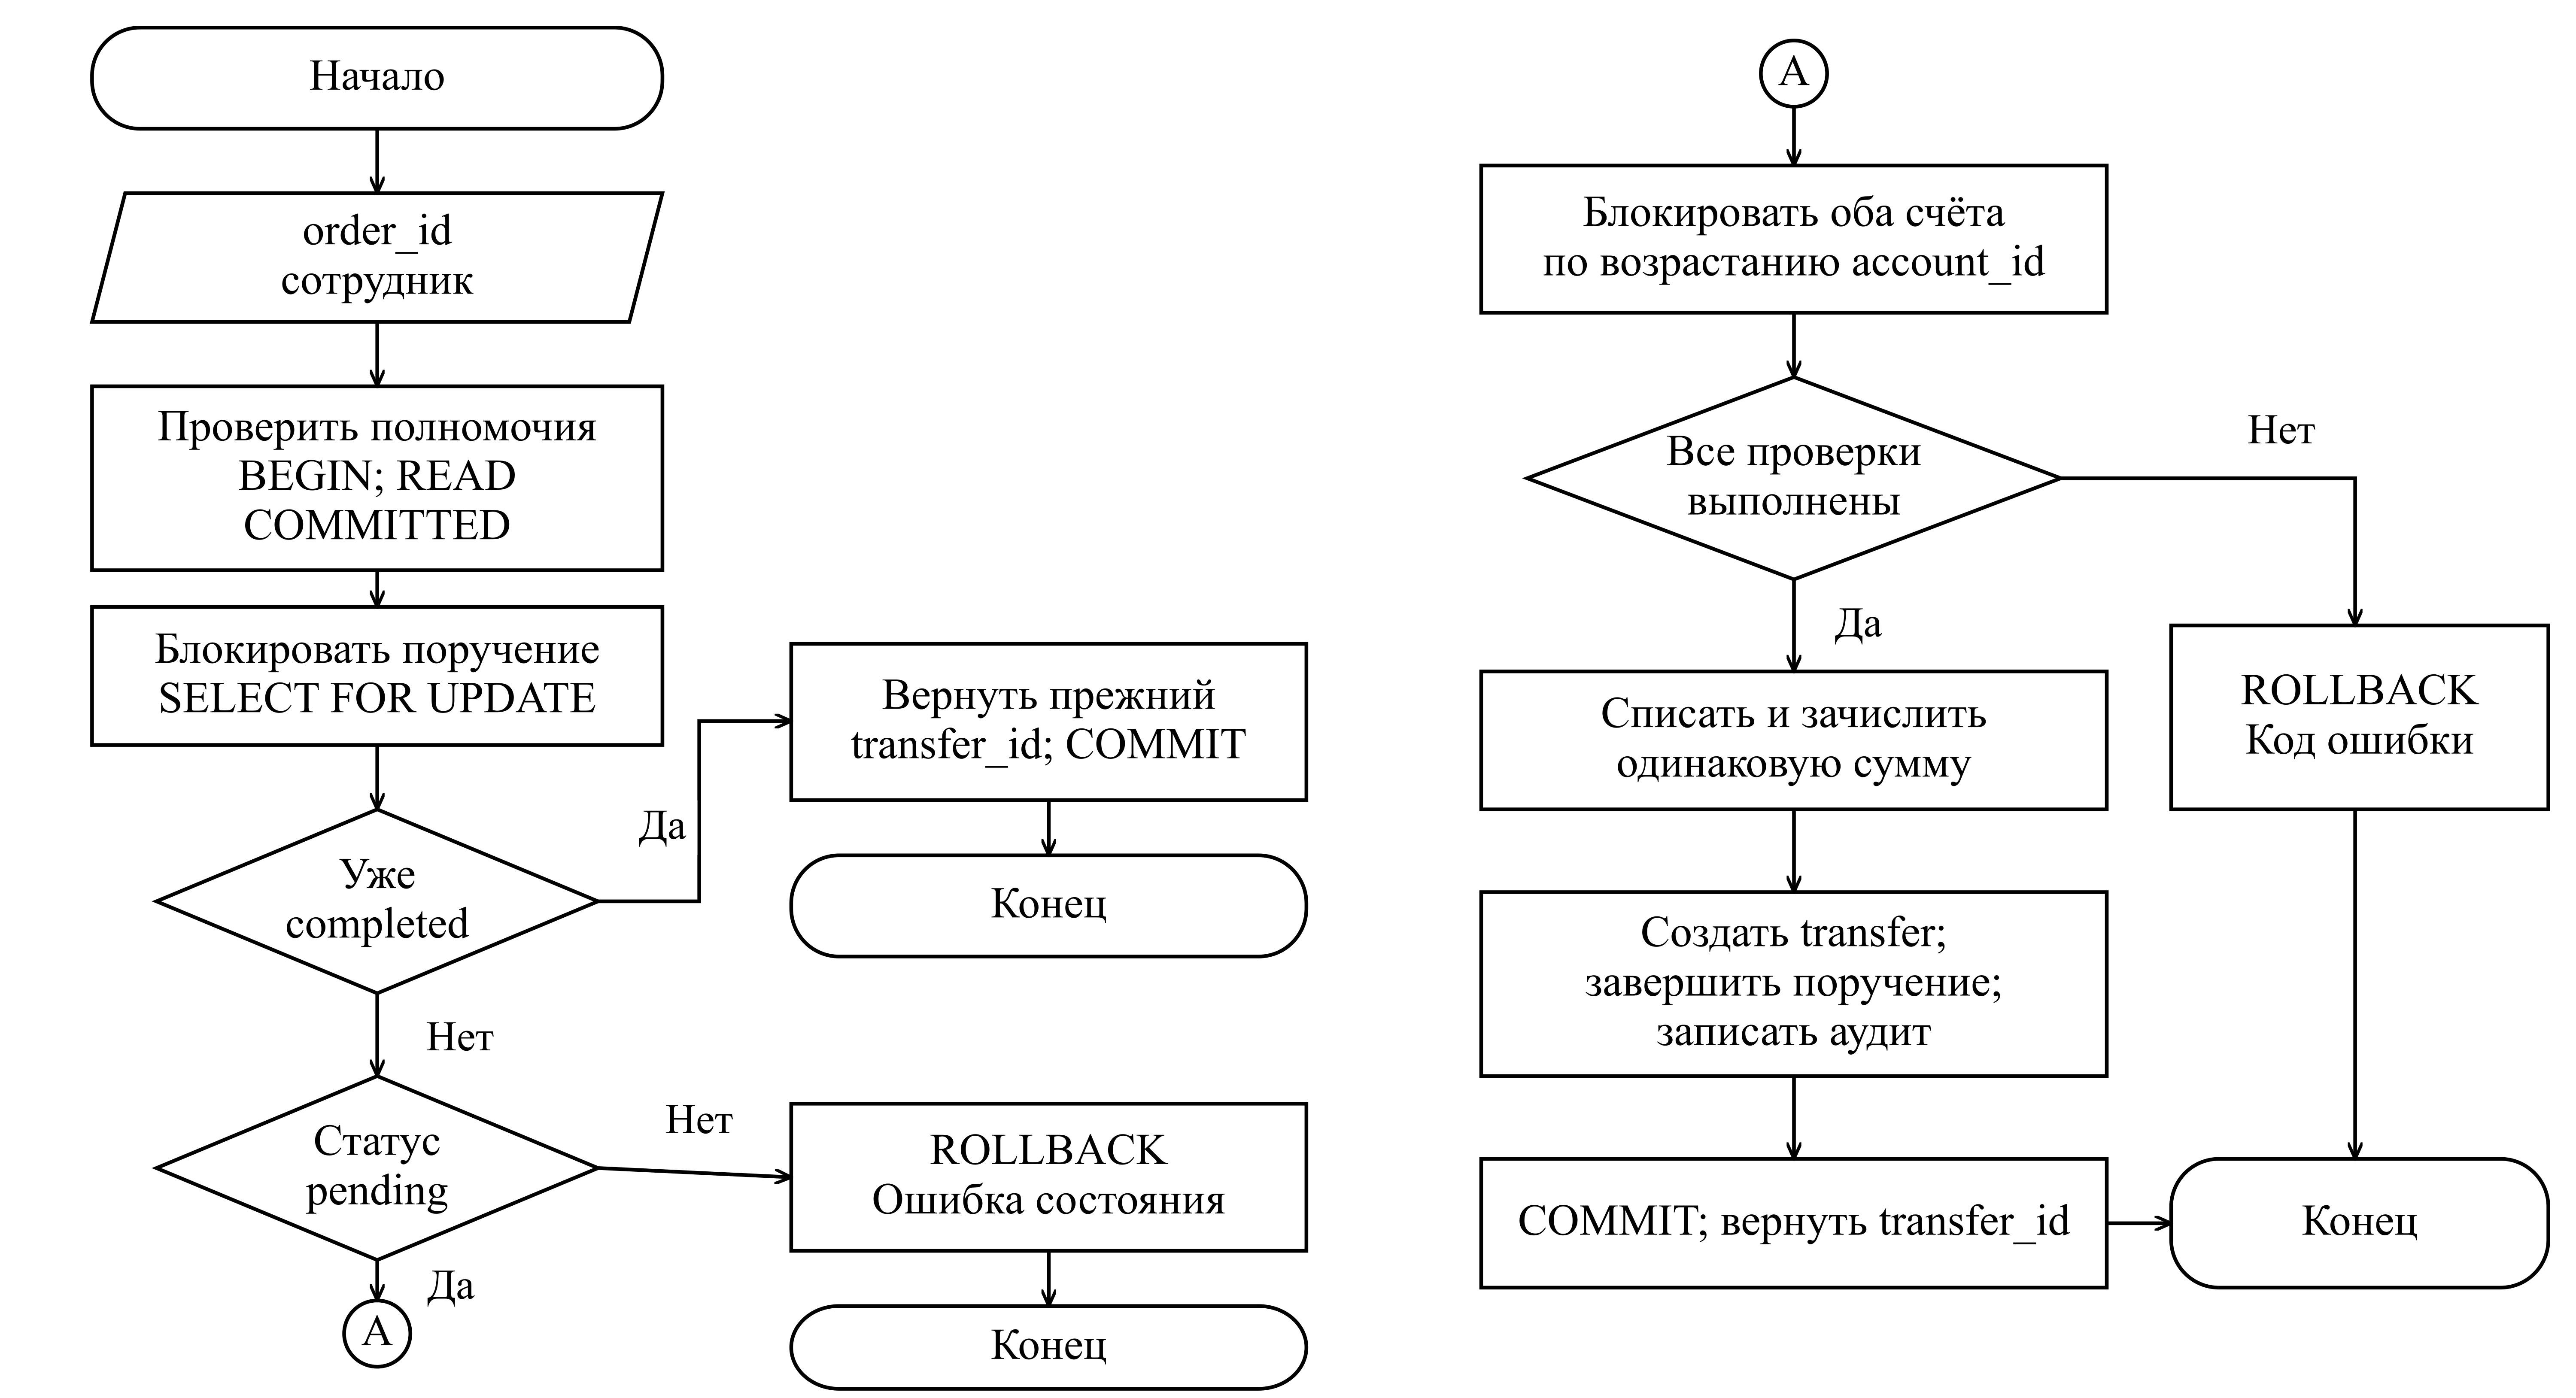 Начало
order_id
сотрудник
Проверить полномочия
BEGIN; READ
COMMITTED
Блокировать поручение
SELECT FOR UPDATE
Уже
completed
Да
Вернуть прежний
transfer_id; COMMIT
Конец
Нет
Статус
pending
Нет
ROLLBACK
Ошибка состояния
Конец
Да
А
А
Блокировать оба счёта
по возрастанию account_id
Все проверки
выполнены
Нет
ROLLBACK
Код ошибки
Да
Списать и зачислить
одинаковую сумму
Создать transfer;
завершить поручение;
записать аудит
COMMIT; вернуть transfer_id
Конец